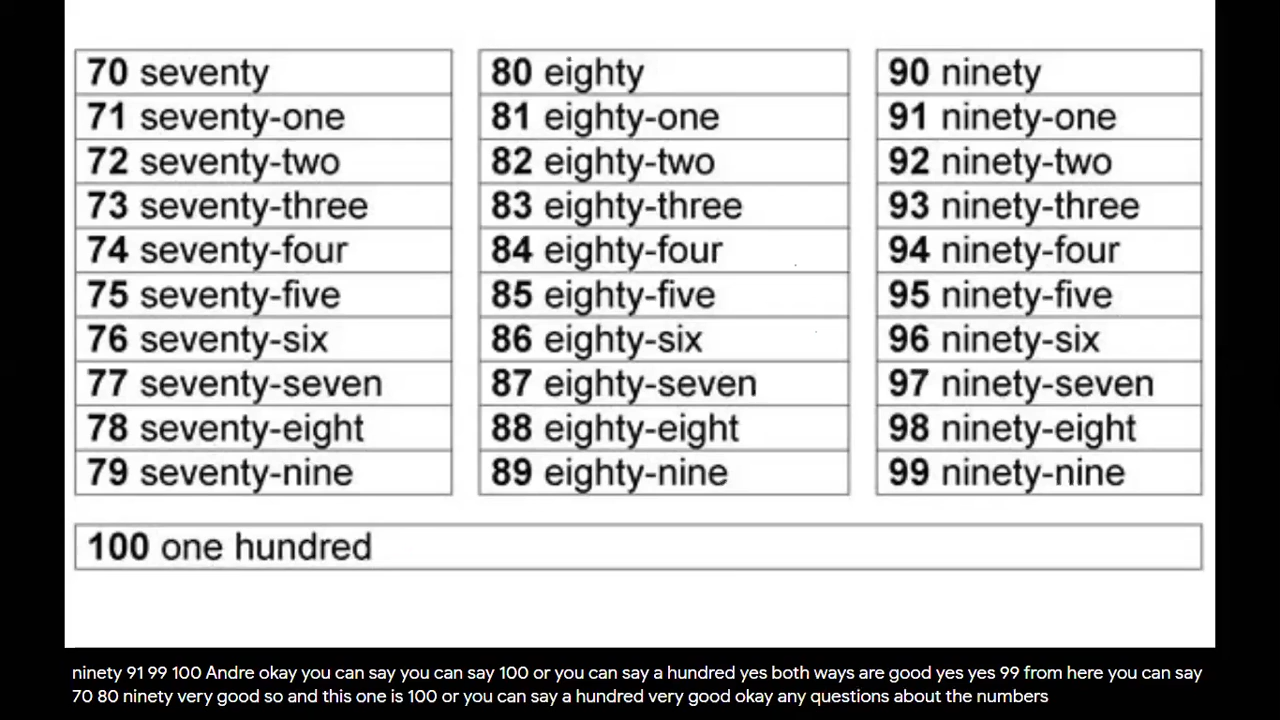 70 seventy
71 seventy-one
72 seventy-two
73 seventy-three
74 seventy-four
75 seventy-five
76 seventy-six
77 seventy-seven
78 seventy-eight
79 seventy-nine
80 eighty
81 eighty-one
82 eighty-two
83 eighty-three
84 eighty-four
85 eighty-five
86 eighty-six
87 eighty-seven
88 eighty-eight
89 eighty-nine
90 ninety
91 ninety-one
92 ninety-two
93 ninety-three
94 ninety-four
95 ninety-five
96 ninety-six
97 ninety-seven
98 ninety-eight
99 ninety-nine
100 one hundred
ninety 91 99 100 Andre okay you can say you can say 100 or you can say a hundred yes both ways are good yes yes 99 from here you can say
70 80 ninety very good so and this one is 100 or you can say a hundred very good okay any questions about the numbers